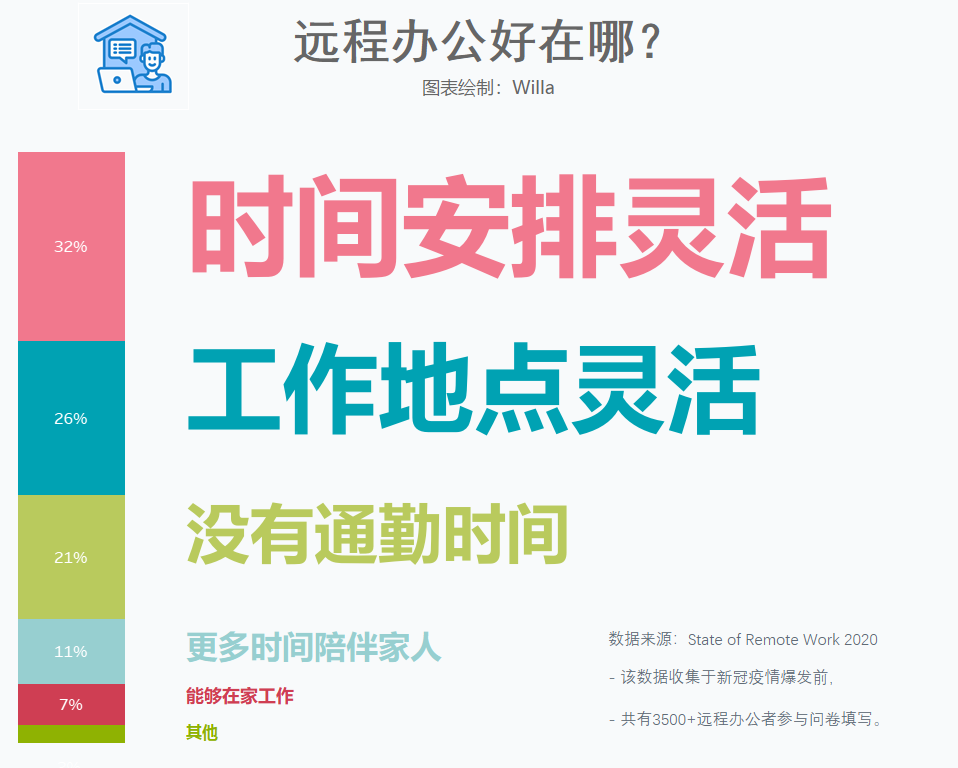 远程办公好在哪？
图表绘制：Willa
32%
时间安排灵活
26%
工作地点灵活
21%
没有通勤时间
11%
更多时间陪伴家人
7%
能够在家工作
其他
数据来源：State of Remote Work 2020
- 该数据收集于新冠疫情爆发前，
- 共有3500+远程办公者参与问卷填写。